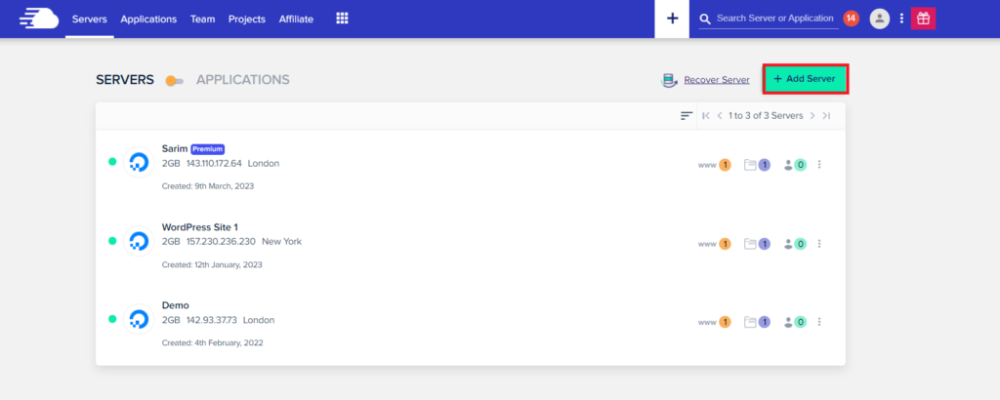 Servers Applications Team Projects Affiliate + Search Server or Application 14
SERVERS APPLICATIONS Recover Server + Add Server
1 to 3 of 3 Servers
Sarim Premium
2GB 143.110.172.64 London www 1 1 0
Created: 9th March, 2023
WordPress Site 1
2GB 157.230.236.230 New York www 1 1 0
Created: 12th January, 2023
Demo
2GB 142.93.37.73 London www 1 1 0
Created: 4th February, 2022